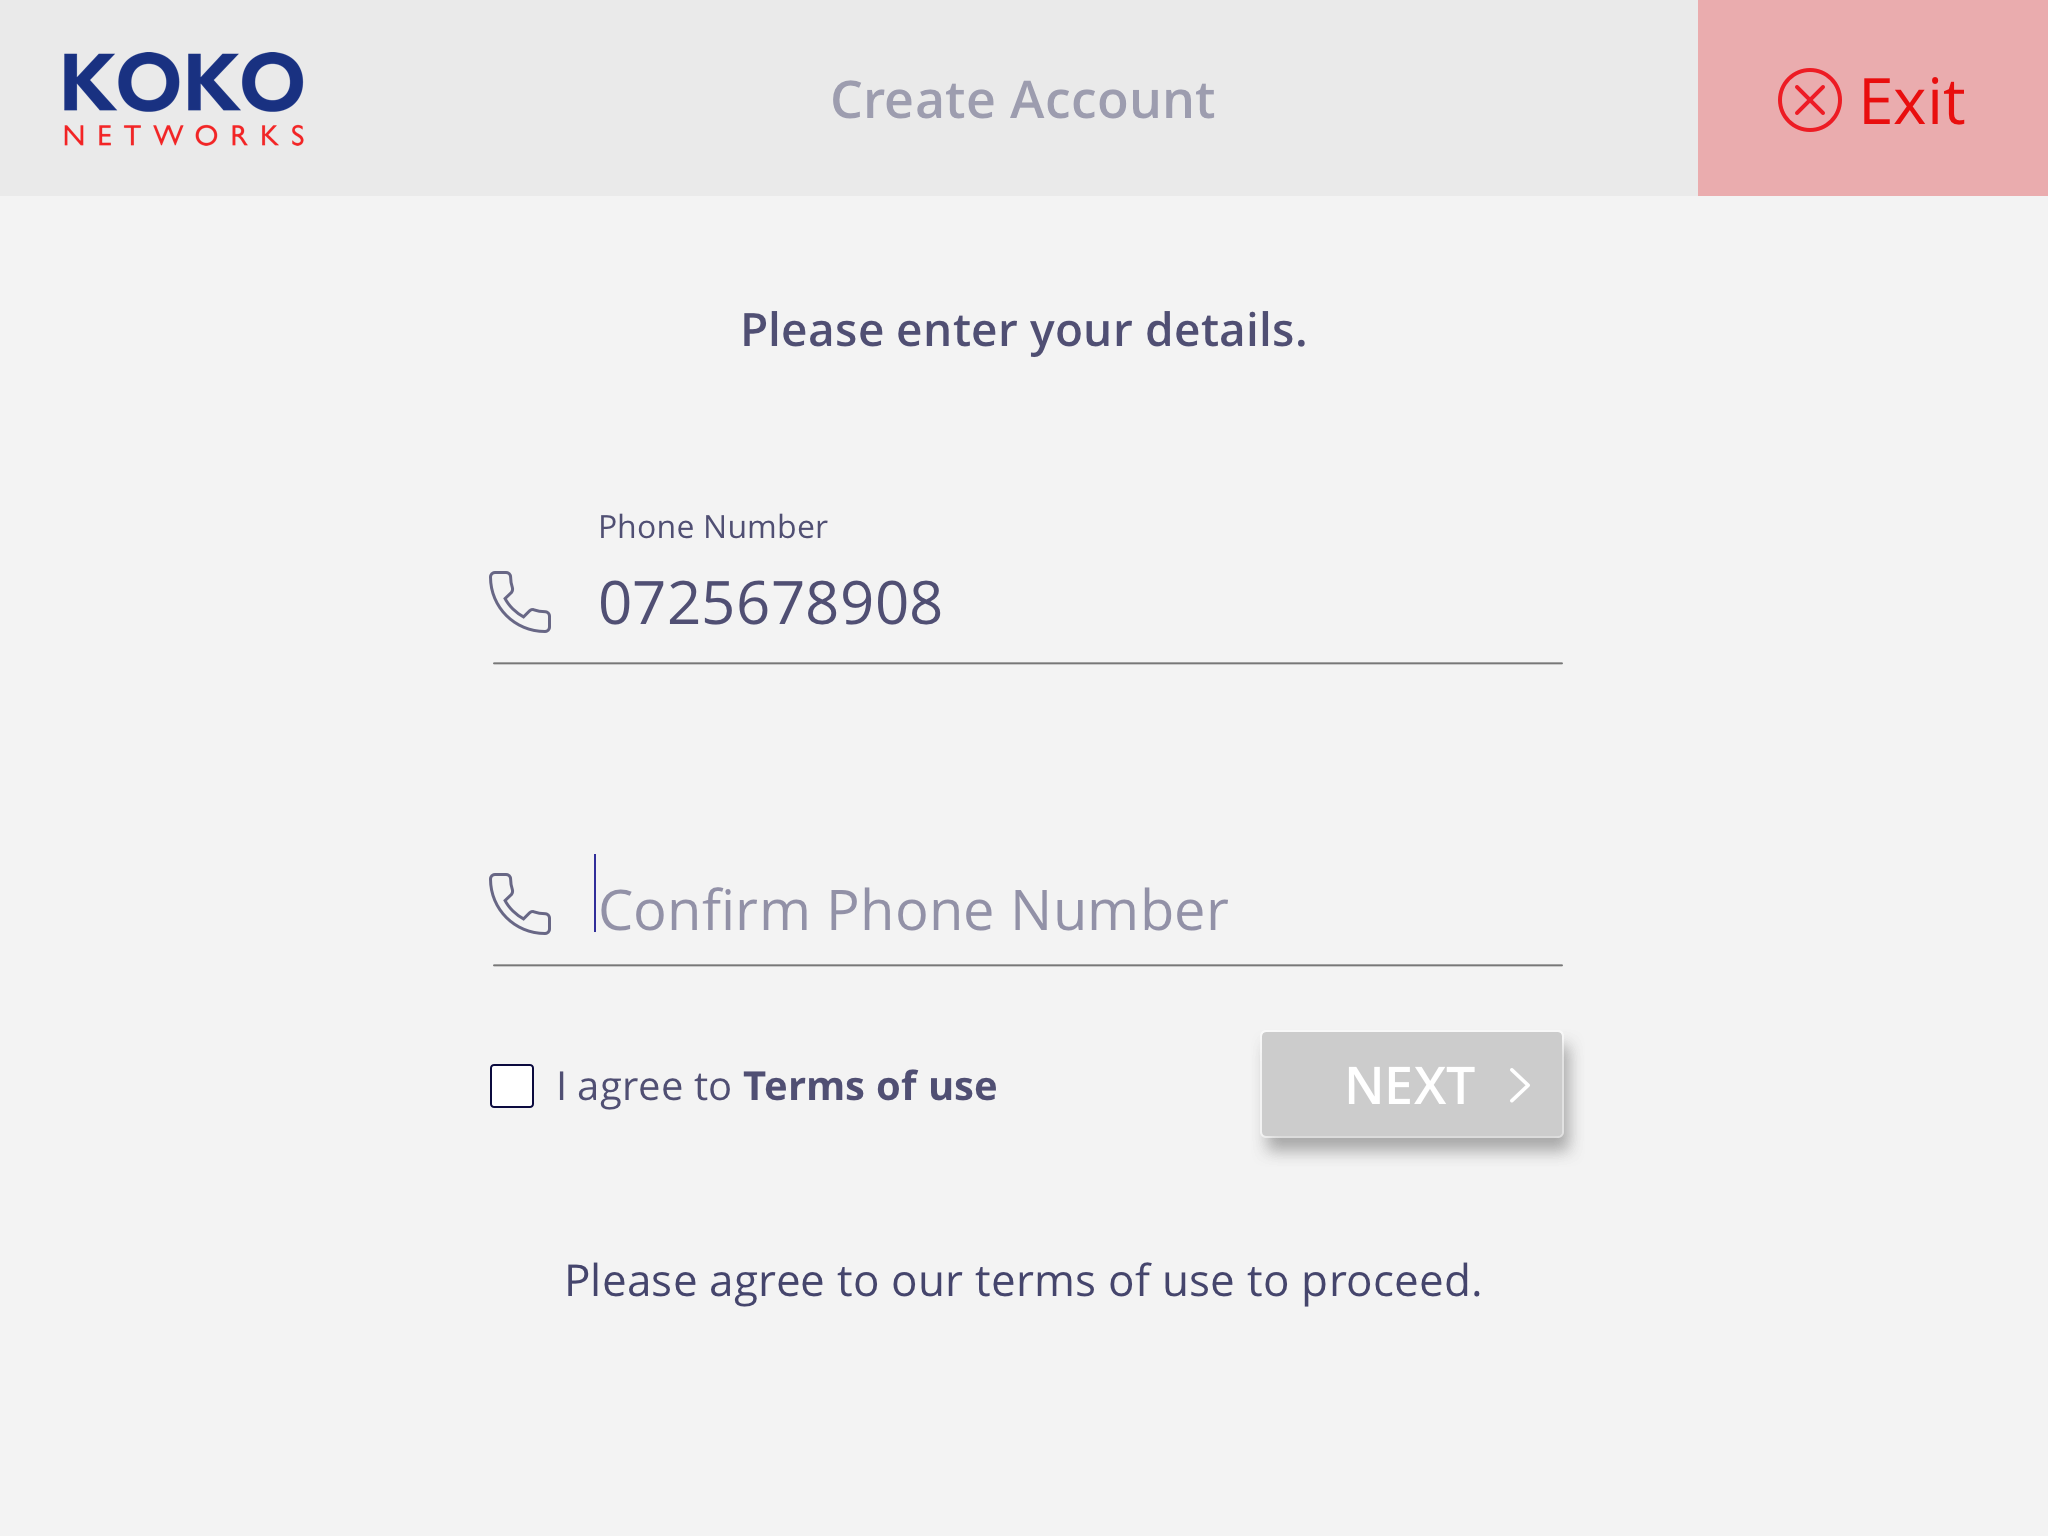 KOKO
NETWORKS
Create Account
Exit
Please enter your details.
Phone Number
0725678908
Confirm Phone Number
I agree to Terms of use
NEXT
Please agree to our terms of use to proceed.